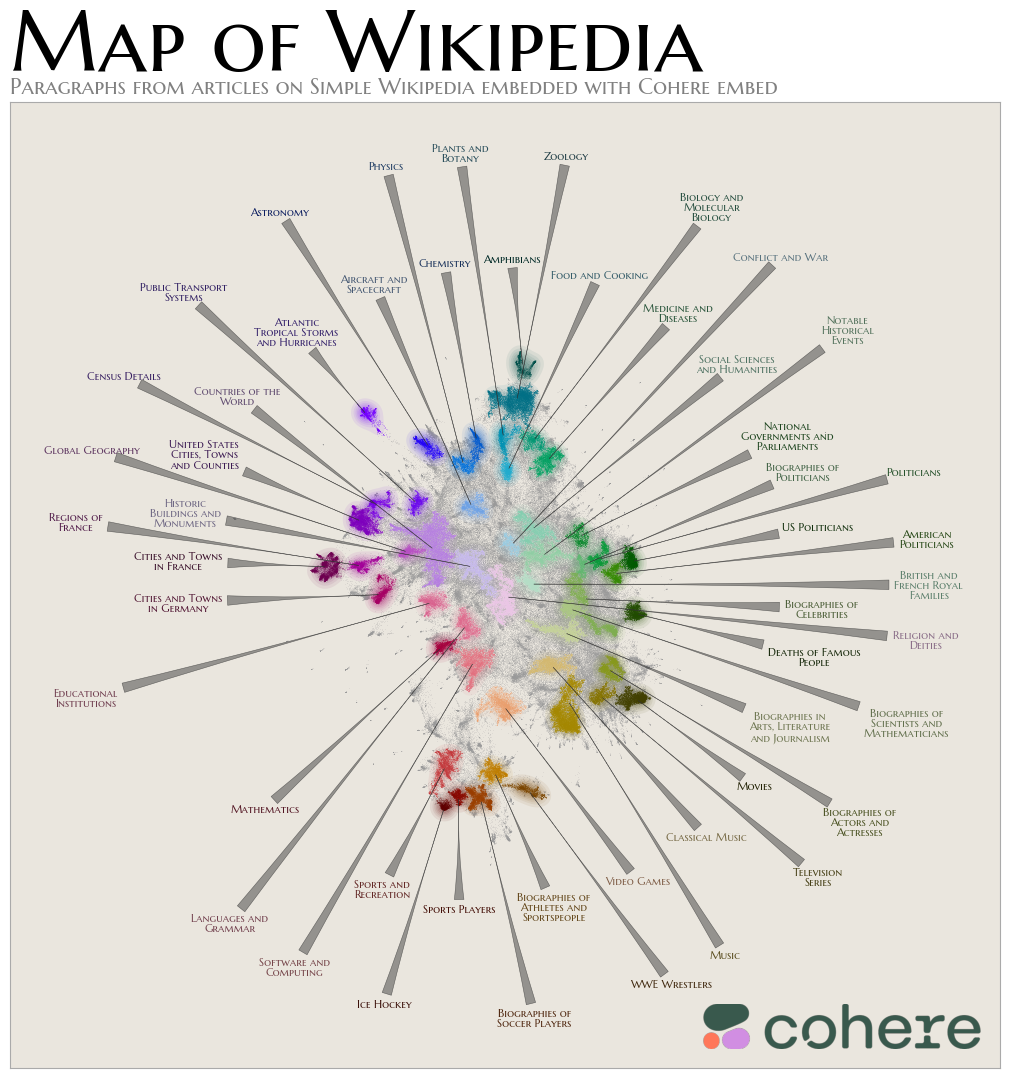 Map of Wikipedia
Paragraphs from articles on Simple Wikipedia embedded with Cohere embed
Physics
Plants and
Botany
Zoology
Biology and
Molecular
Biology
Astronomy
Chemistry
Amphibians
Food and Cooking
Conflict and War
Aircraft and
Spacecraft
Public Transport
Systems
Atlantic
Tropical Storms
and Hurricanes
Medicine and
Diseases
Notable
Historical
Events
Social Sciences
and Humanities
Census Details
Countries of the
World
Global Geography
United States
Cities, Towns
and Counties
National
Governments and
Parliaments
Biographies of
Politicians
Politicians
Historic
Buildings and
Monuments
Regions of
France
US Politicians
American
Politicians
Cities and Towns
in France
British and
French Royal
Families
Cities and Towns
in Germany
Biographies of
Celebrities
Religion and
Deities
Deaths of Famous
People
Educational
Institutions
Biographies in
Arts, Literature
and Journalism
Biographies of
Scientists and
Mathematicians
Movies
Mathematics
Biographies of
Actors and
Actresses
Classical Music
Television
Series
Sports and
Recreation
Sports Players
Biographies of
Athletes and
Sportspeople
Video Games
Languages and
Grammar
Software and
Computing
Music
WWE Wrestlers
Ice Hockey
Biographies of
Soccer Players
cohere